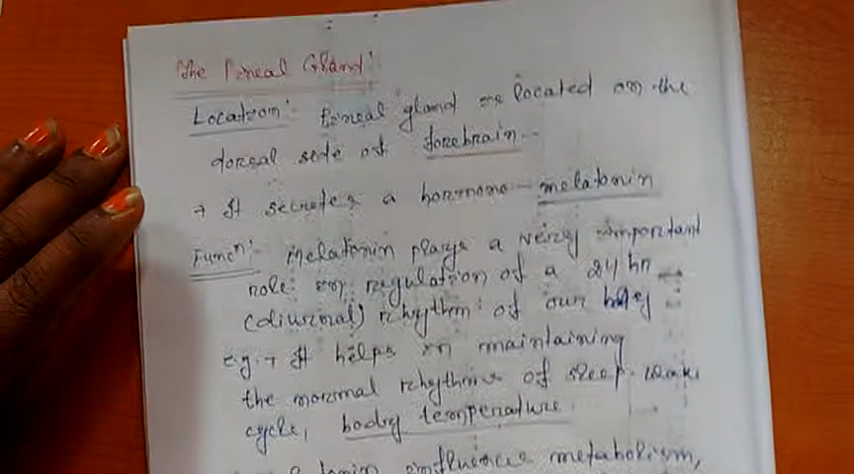 The Pineal Gland:
Location: Pineal gland is located on the
dorsal side of forebrain.
→ It secretes a hormone melatonin
Funcⁿ: Melatonin plays a very important
role in regulation of a 24 hr
(diurnal) rhythm of our body
e.g → It helps in maintaining
the normal rhythms of sleep-wake
cycle, body temperature
influence metabolism,